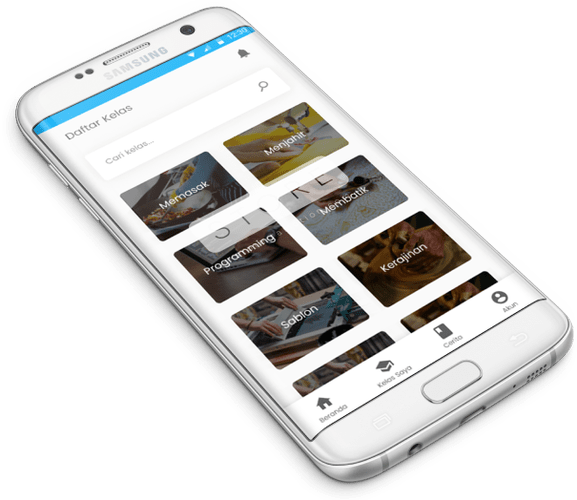 SAMSUNG
12:30
Daftar Kelas
Cari kelas...
Memasak
Menjahit
Programming
Membatik
Sablon
Kerajinan
Beranda
Kelas Saya
Cerita
Akun